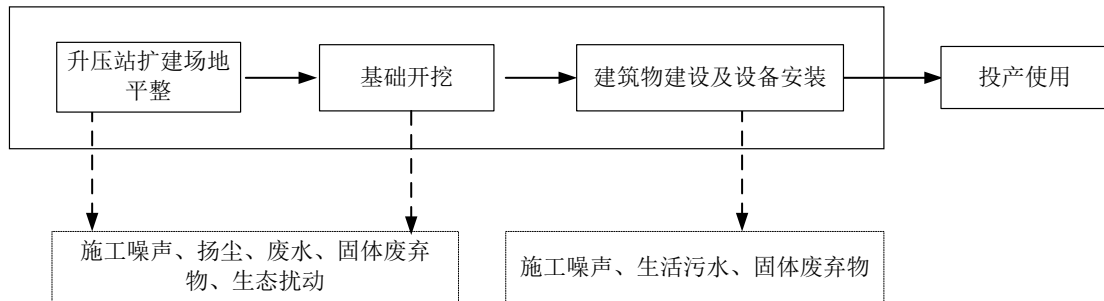 升压站扩建场地
平整
基础开挖
建筑物建设及设备安装
投产使用
施工噪声、扬尘、废水、固体废弃
物、生态扰动
施工噪声、生活污水、固体废弃物